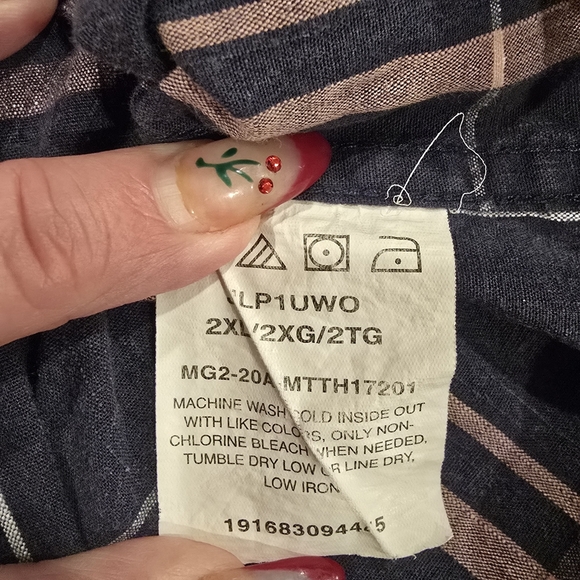 LP1UWO
2XL/2XG/2TG
MG2-20A-MTTH17201
MACHINE WASH COLD INSIDE OUT
WITH LIKE COLORS, ONLY NON-
CHLORINE BLEACH WHEN NEEDED.
TUMBLE DRY LOW OR LINE DRY,
LOW IRON